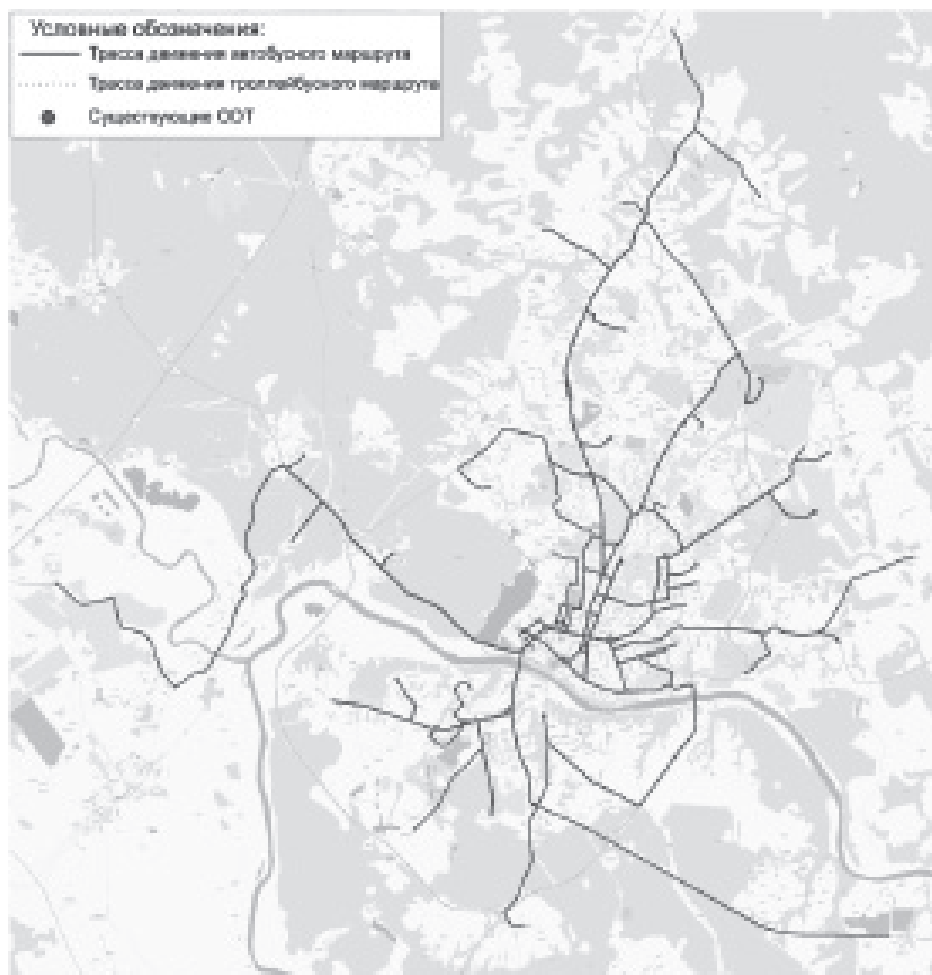 Условные обозначения:
Трасса движения автобусного маршрута
Трасса движения троллейбусного маршрута
Существующие ООТ